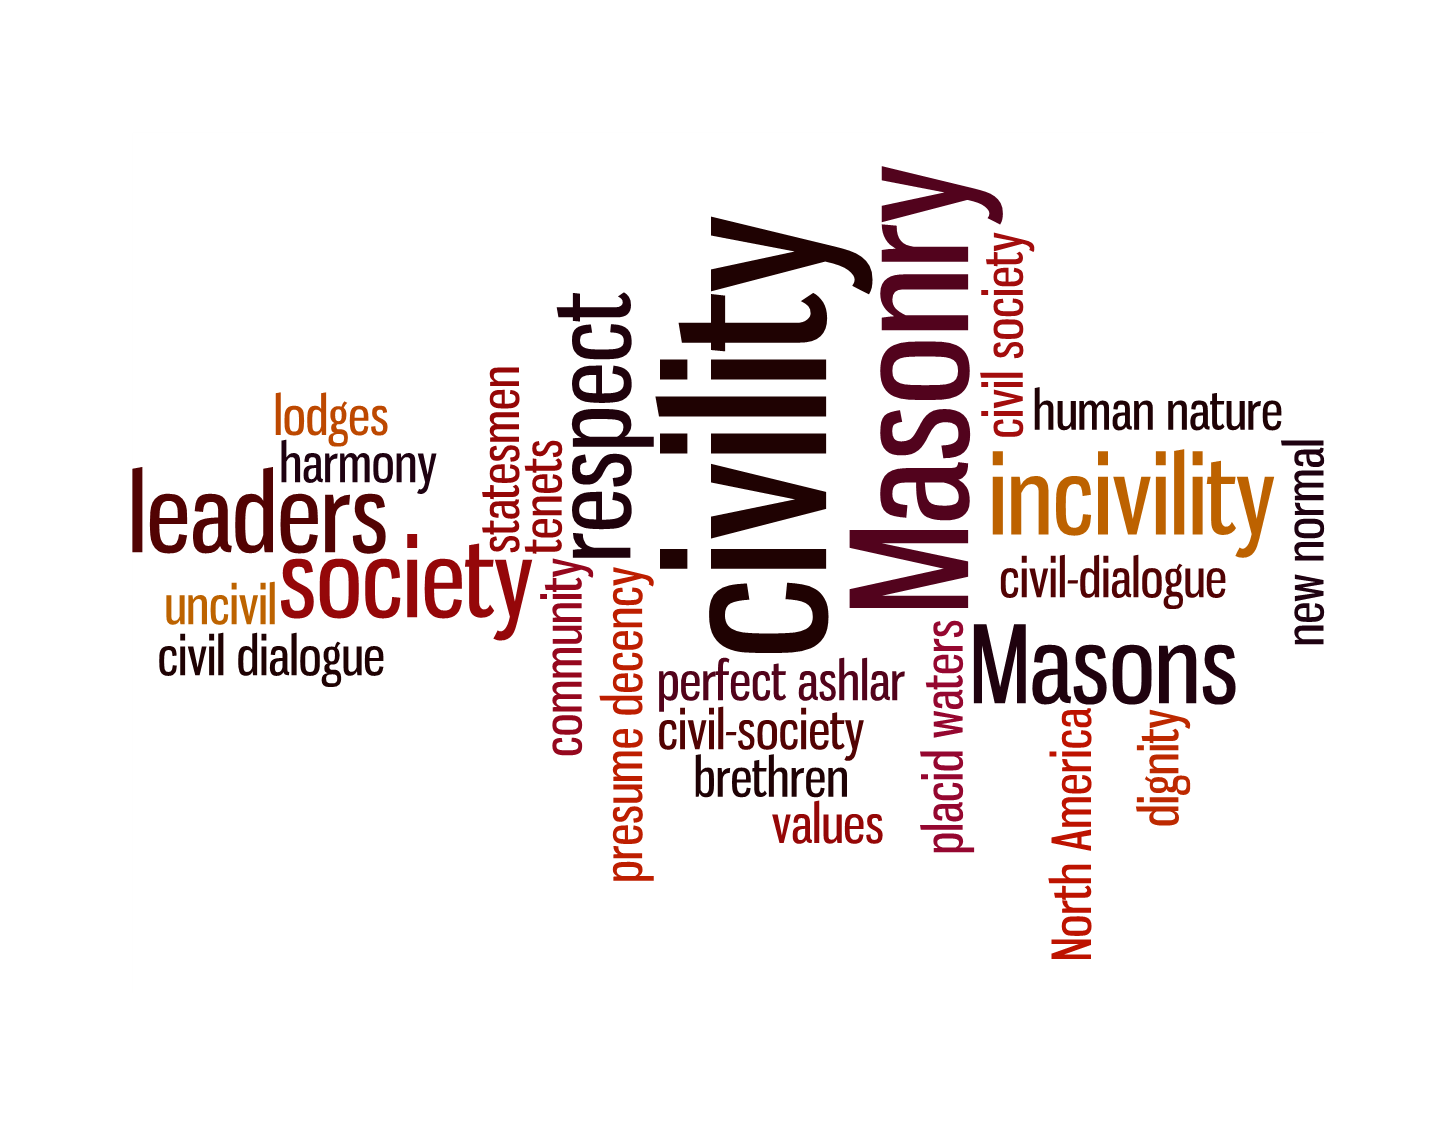 lodges
harmony
leaders
society
uncivil
civil dialogue
statesmen
tenets
respect
community
presume decency
civility
Masonry
civil society
human nature
incivility
new normal
civil-dialogue
Masons
perfect ashlar
civil-society
brethren
values
placid waters
North America
dignity